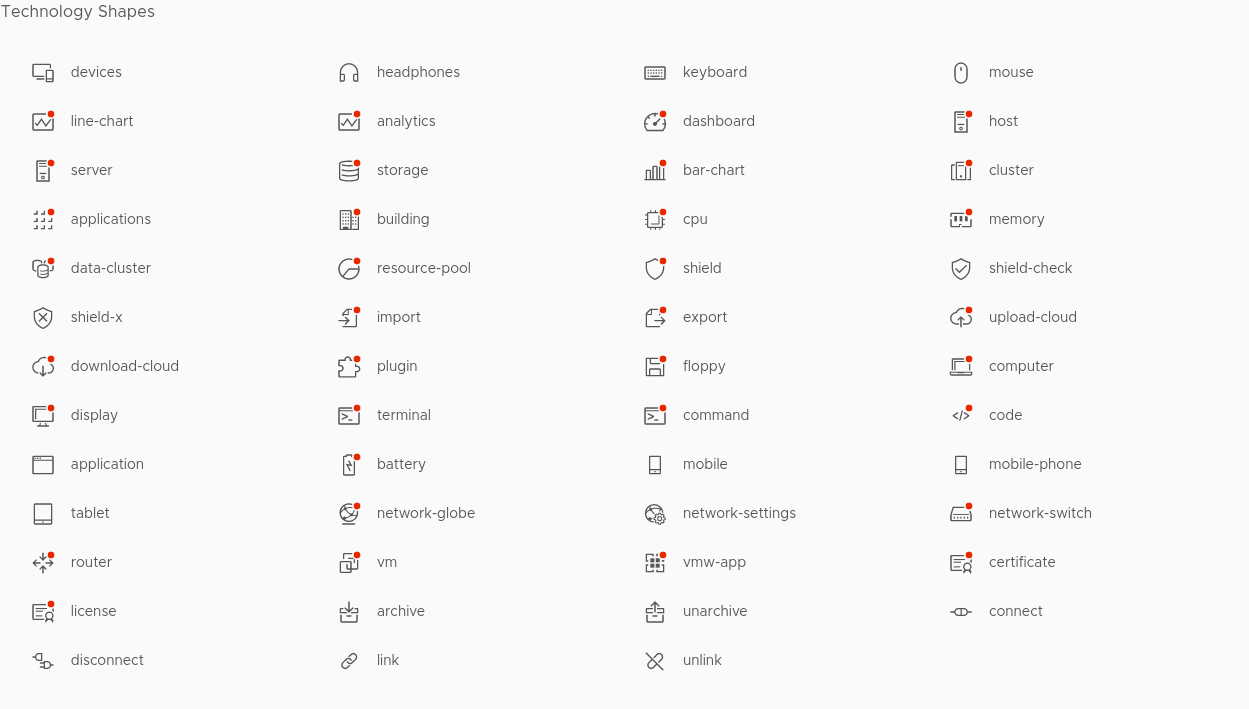 Technology Shapes
devices headphones keyboard mouse
line-chart analytics dashboard host
server storage bar-chart cluster
applications building cpu memory
data-cluster resource-pool shield shield-check
shield-x import export upload-cloud
download-cloud plugin floppy computer
display terminal command code
application battery mobile mobile-phone
tablet network-globe network-settings network-switch
router vm vmw-app certificate
license archive unarchive connect
disconnect link unlink